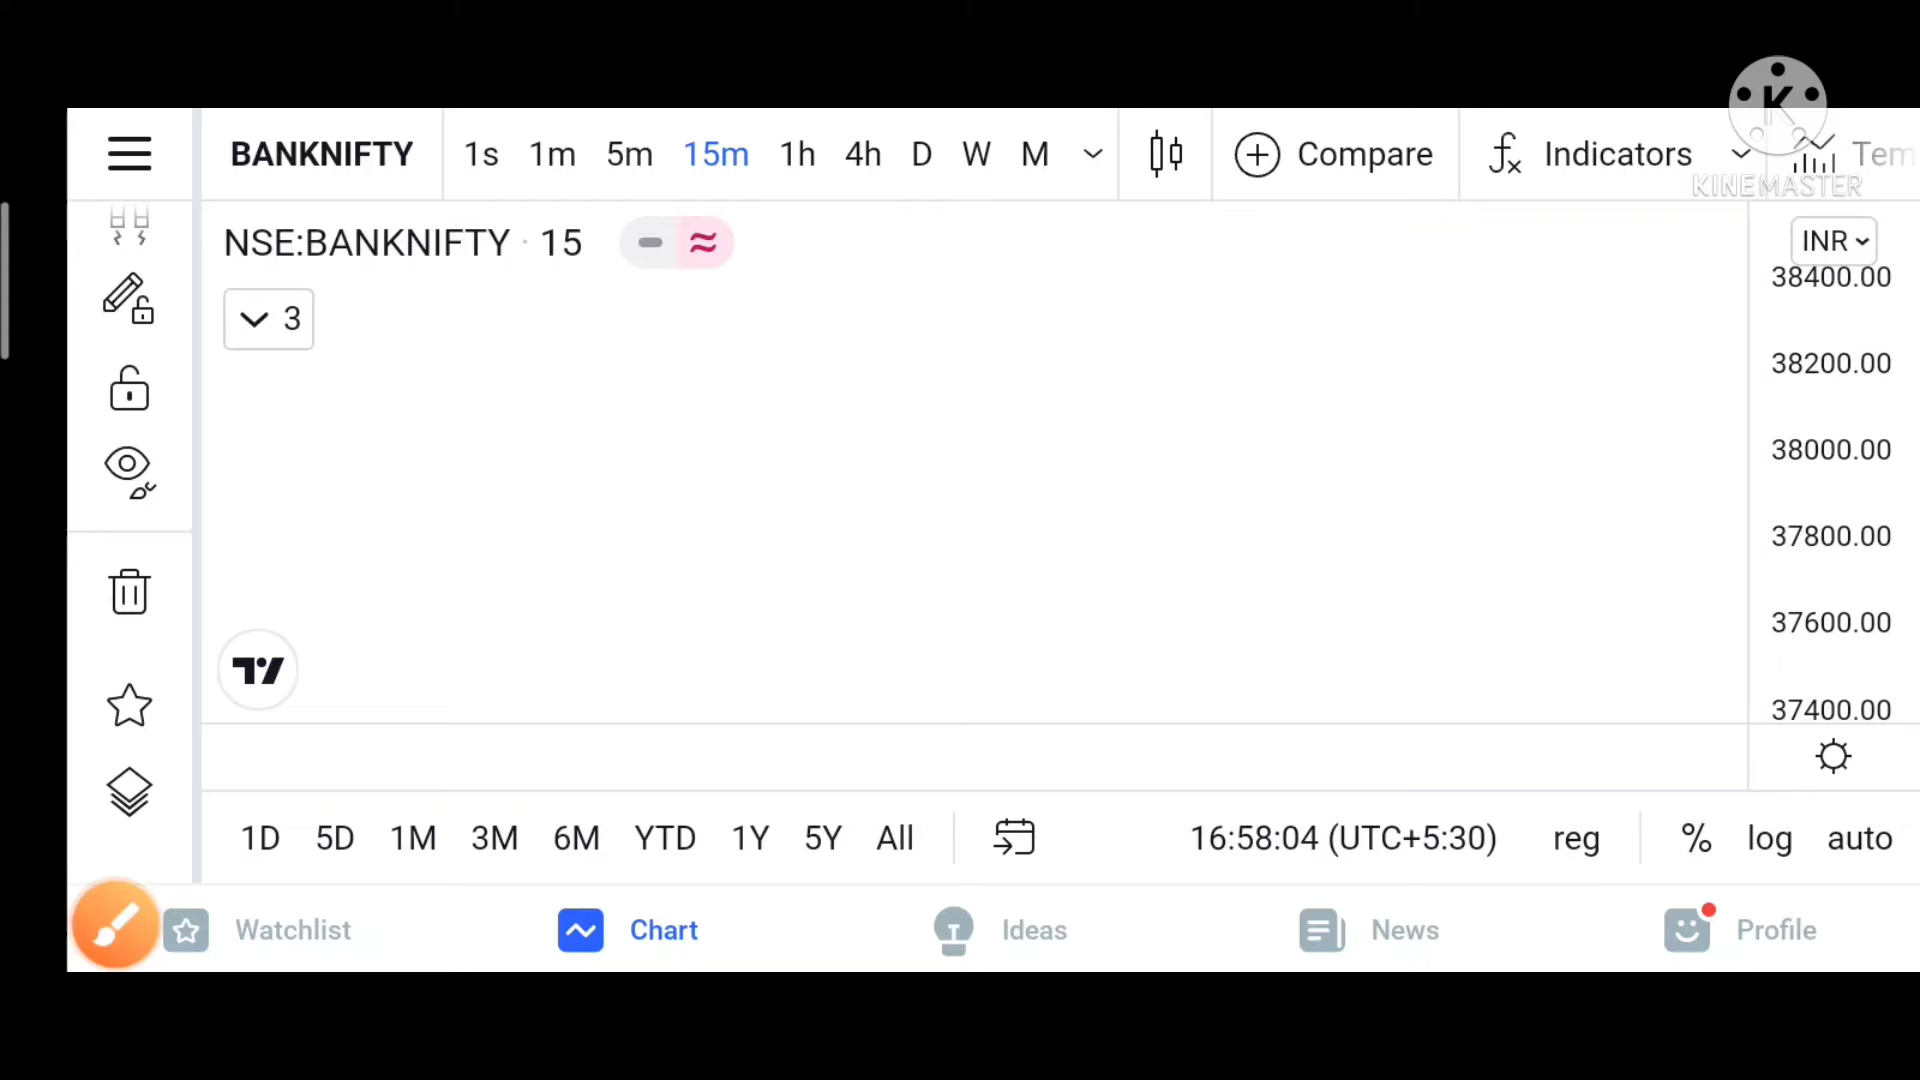 BANKNIFTY 1s 1m 5m 15m 1h 4h D W M Compare Indicators Tem
KINEMASTER
NSE:BANKNIFTY · 15
INR
3
38400.00
38200.00
38000.00
37800.00
37600.00
37400.00
1D 5D 1M 3M 6M YTD 1Y 5Y All 16:58:04 (UTC+5:30) reg % log auto
Watchlist Chart Ideas News Profile